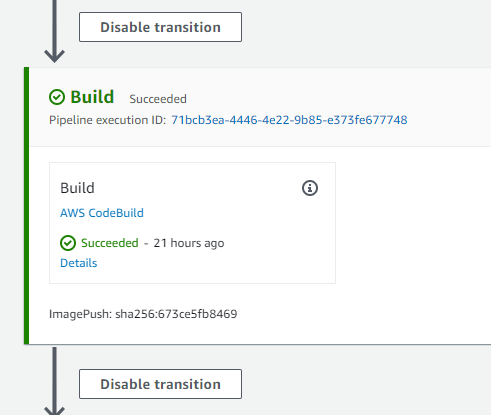 Disable transition
Build Succeeded
Pipeline execution ID: 71bcb3ea-4446-4e22-9b85-e373fe677748
Build
AWS CodeBuild
Succeeded - 21 hours ago
Details
ImagePush: sha256:673ce5fb8469
Disable transition